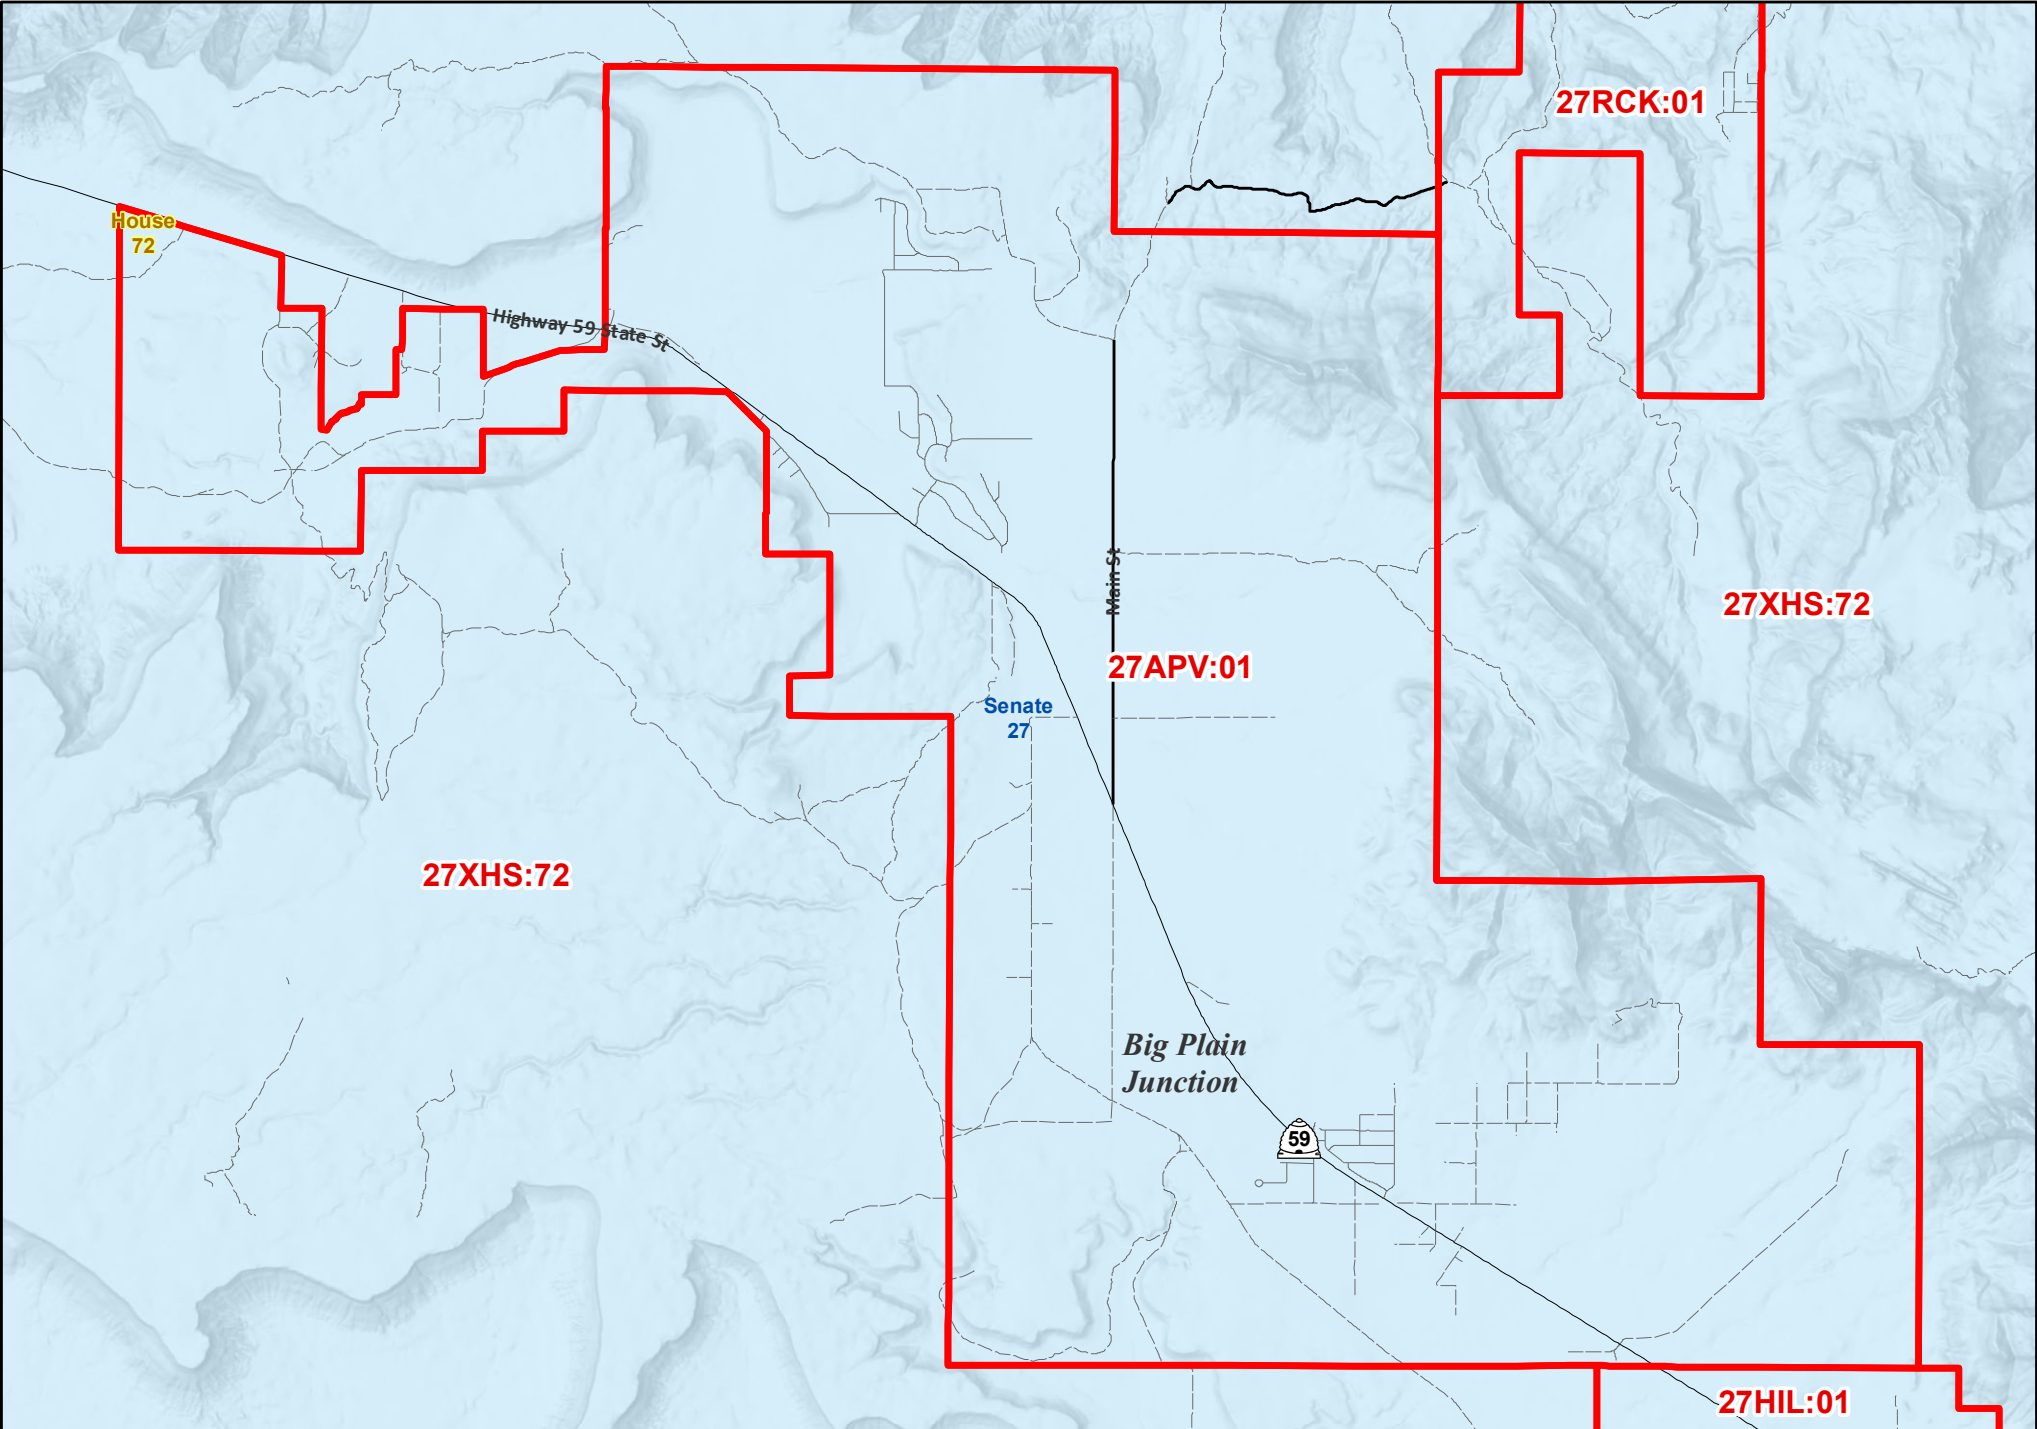 27RCK:01
House
72
Highway 59 State St
Main St
27XHS:72
27APV:01
Senate
27
27XHS:72
Big Plain
Junction
59
27HIL:01